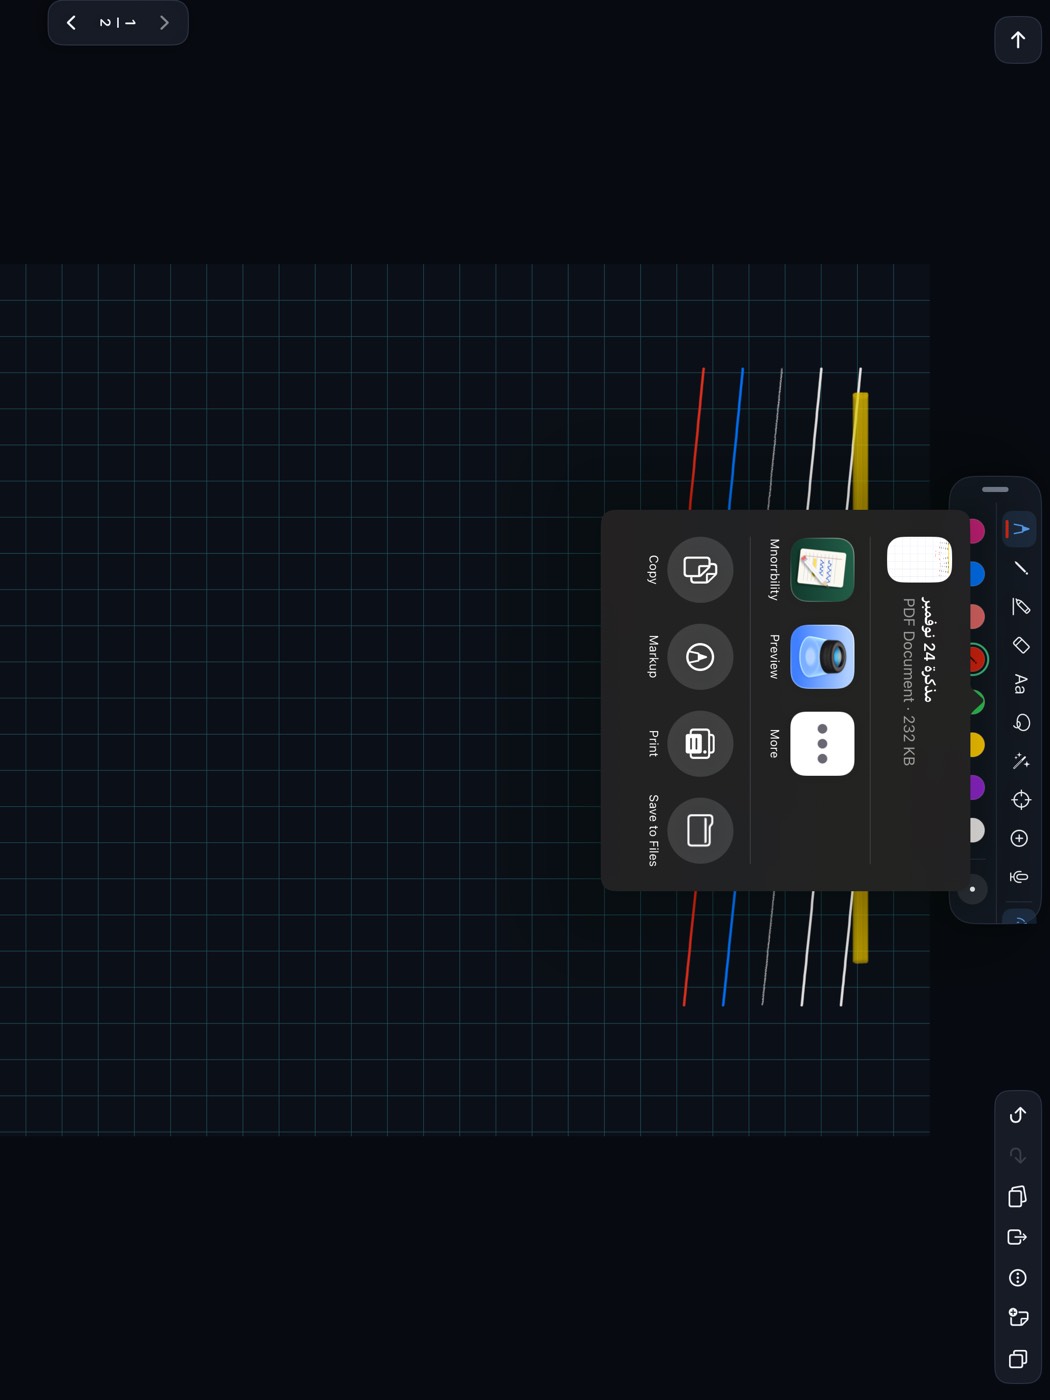 Aa
مذكرة 24 نوفمبر
PDF Document · 232 KB
Mnorrbility
Preview
More
Copy
Markup
Print
Save to Files
1
2